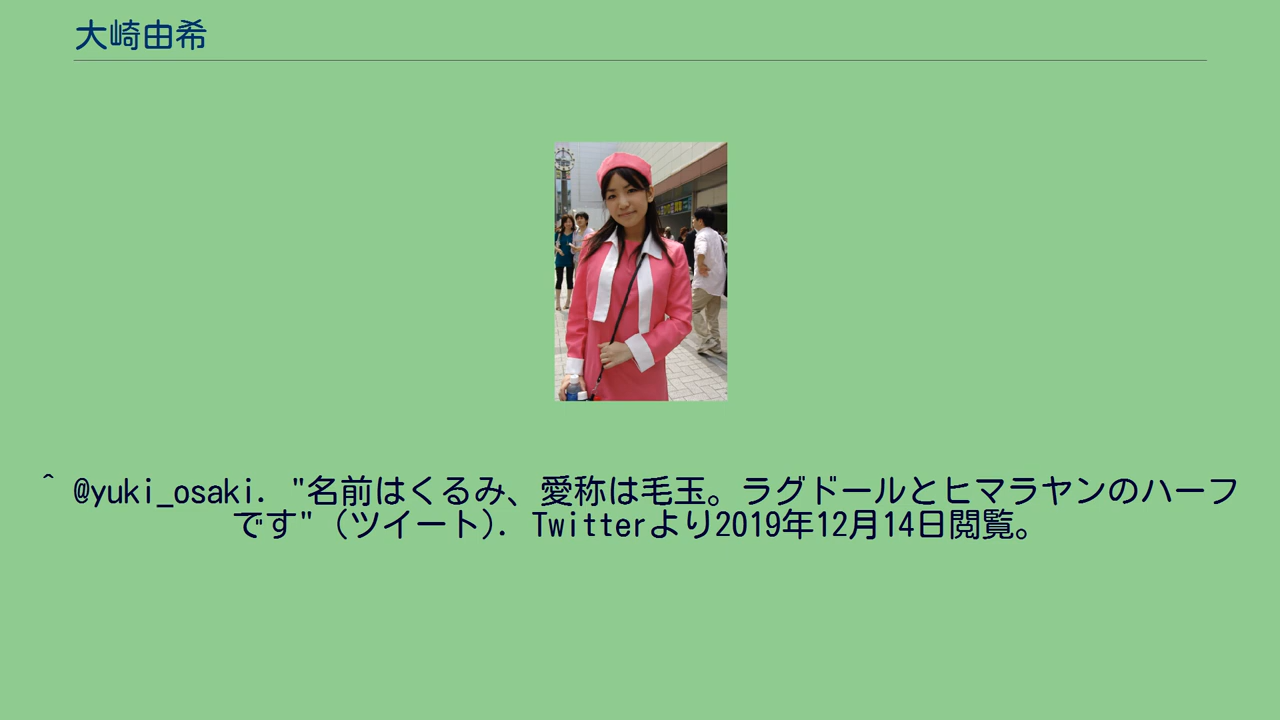 大崎由希
^ @yuki_osaki. "名前はくるみ、愛称は毛玉。ラグドールとヒマラヤンのハーフ
です" (ツイート). Twitterより2019年12月14日閲覧。